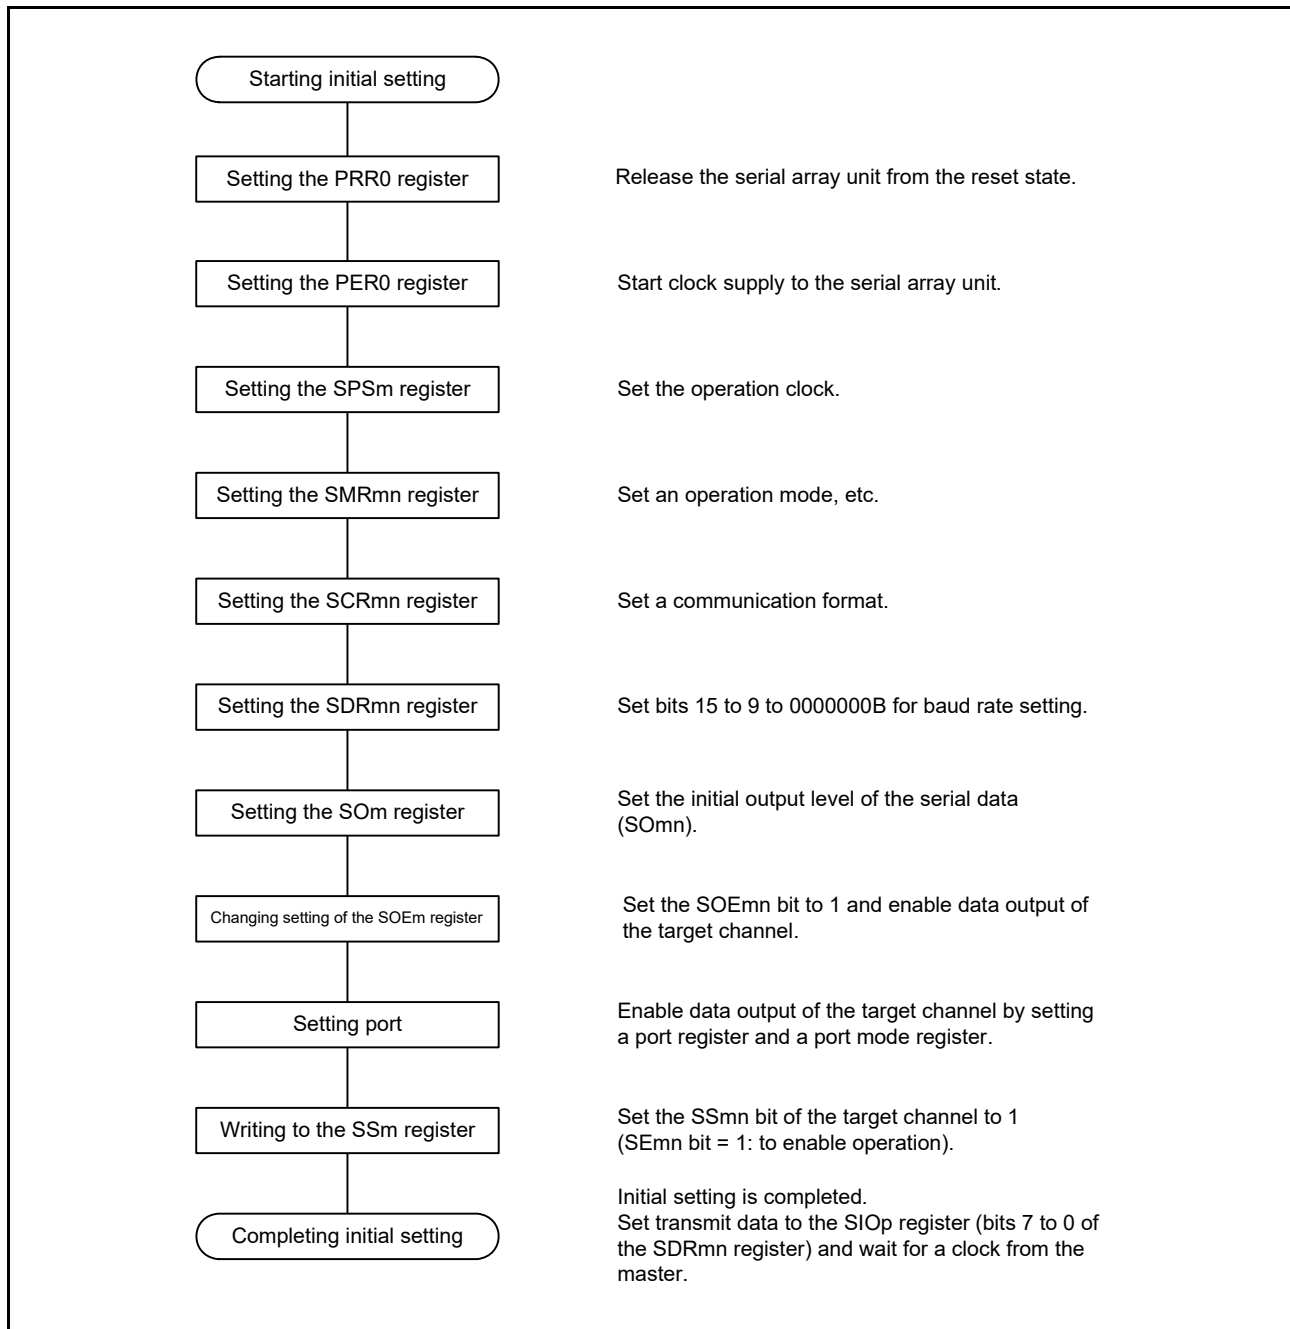 Starting initial setting
Setting the PRR0 register
Release the serial array unit from the reset state.
Setting the PER0 register
Start clock supply to the serial array unit.
Setting the SPSm register
Set the operation clock.
Setting the SMRmn register
Set an operation mode, etc.
Setting the SCRmn register
Set a communication format.
Setting the SDRmn register
Set bits 15 to 9 to 0000000B for baud rate setting.
Setting the SOm register
Set the initial output level of the serial data
(SOmn).
Changing setting of the SOEm register
Set the SOEmn bit to 1 and enable data output of
the target channel.
Setting port
Enable data output of the target channel by setting
a port register and a port mode register.
Writing to the SSm register
Set the SSmn bit of the target channel to 1
(SEmn bit = 1: to enable operation).
Completing initial setting
Initial setting is completed.
Set transmit data to the SIOp register (bits 7 to 0 of
the SDRmn register) and wait for a clock from the
master.